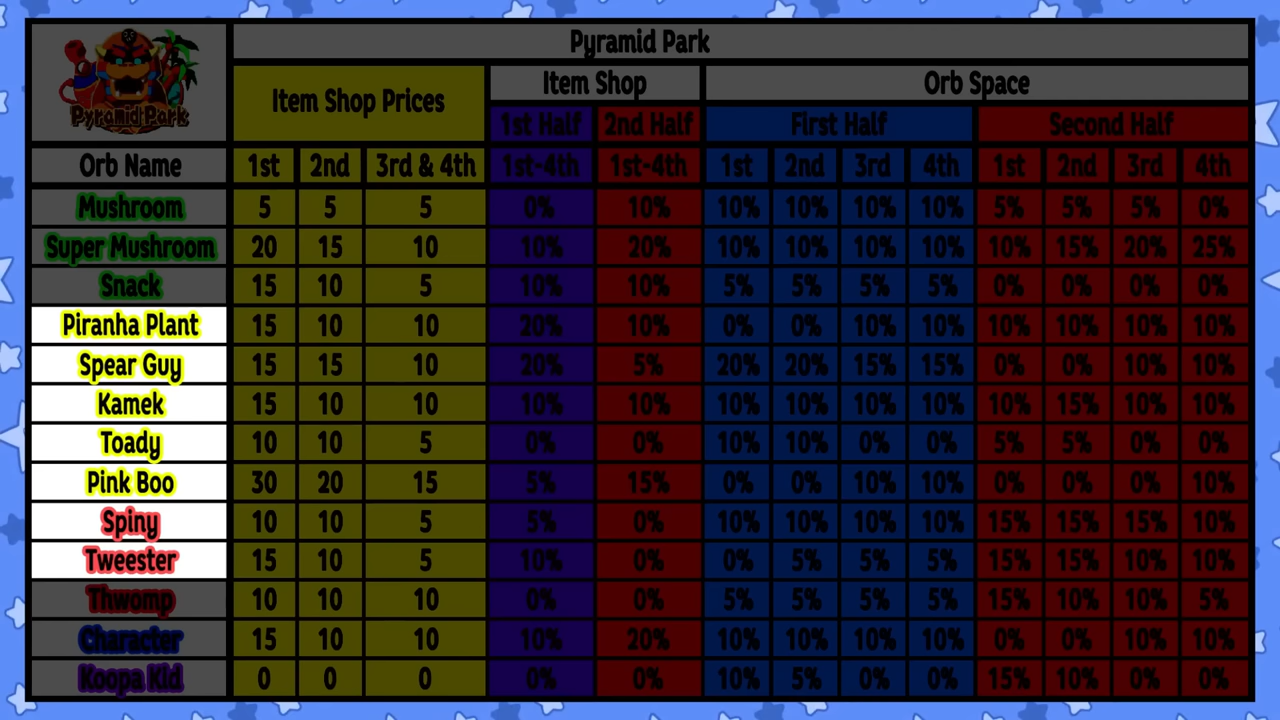 Pyramid Park
Pyramid Park
Item Shop Prices
Item Shop
Orb Space
1st Half 2nd Half First Half Second Half
Orb Name 1st 2nd 3rd & 4th 1st-4th 1st-4th 1st 2nd 3rd 4th 1st 2nd 3rd 4th
Mushroom 5 5 5 0% 10% 10% 10% 10% 10% 5% 5% 5% 0%
Super Mushroom 20 15 10 10% 20% 10% 10% 10% 10% 10% 15% 20% 25%
Snack 15 10 5 10% 10% 5% 5% 5% 5% 0% 0% 0% 0%
Piranha Plant 15 10 10 20% 10% 0% 0% 10% 10% 10% 10% 10% 10%
Spear Guy 15 15 10 20% 5% 20% 20% 15% 15% 0% 0% 10% 10%
Kamek 15 10 10 10% 10% 10% 10% 10% 10% 10% 15% 10% 10%
Toady 10 10 5 0% 0% 10% 10% 0% 0% 5% 5% 0% 0%
Pink Boo 30 20 15 5% 15% 0% 0% 10% 10% 0% 0% 0% 10%
Spiny 10 10 5 5% 0% 10% 10% 10% 10% 15% 15% 15% 10%
Tweester 15 10 5 10% 0% 0% 5% 5% 5% 15% 15% 10% 10%
Thwomp 10 10 10 0% 0% 5% 5% 5% 5% 15% 10% 10% 5%
Character 15 10 10 10% 20% 10% 10% 10% 10% 0% 0% 10% 10%
Koopa Kid 0 0 0 0% 0% 10% 5% 0% 0% 15% 10% 0% 0%